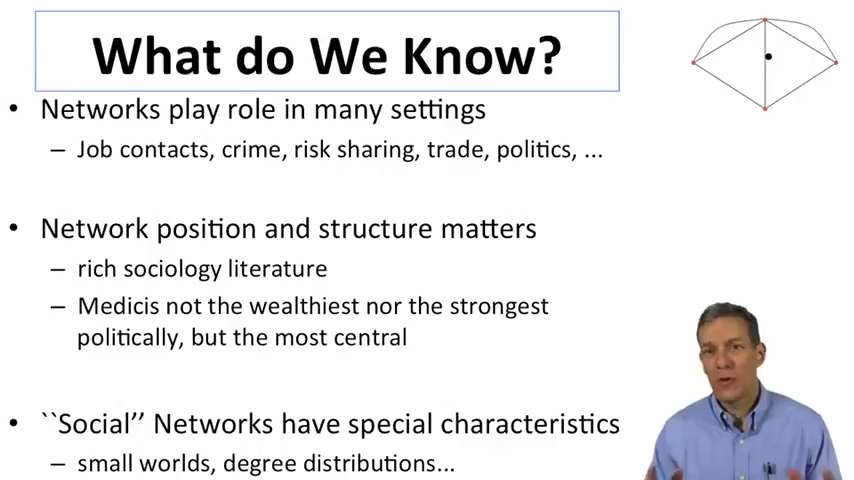 What do We Know?
• Networks play role in many settings
– Job contacts, crime, risk sharing, trade, politics, ...
• Network position and structure matters
– rich sociology literature
– Medicis not the wealthiest nor the strongest
politically, but the most central
• ``Social’’ Networks have special characteristics
– small worlds, degree distributions...